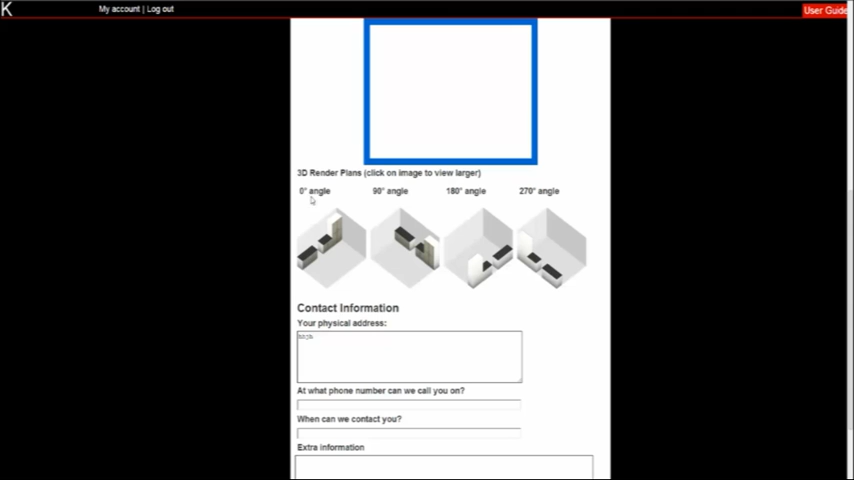 K My account | Log out User Guide
3D Render Plans (click on image to view larger)
0° angle 90° angle 180° angle 270° angle
Contact Information
Your physical address:
At what phone number can we call you on?
When can we contact you?
Extra information